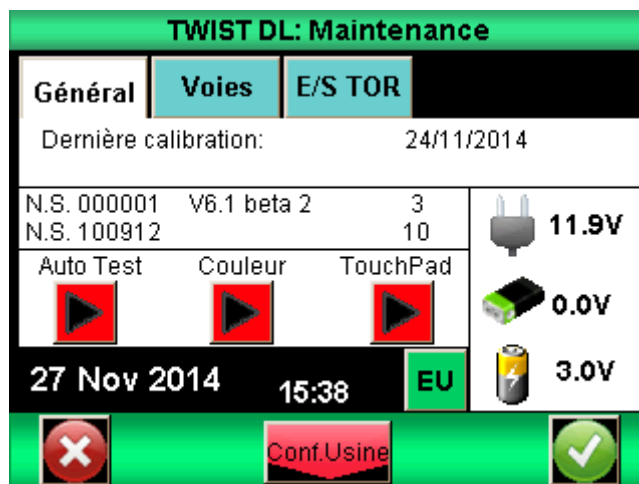 TWIST DL: Maintenance
Général Voies E/S TOR
Dernière calibration: 24/11/2014
N.S. 000001 V6.1 beta 2 3
N.S. 100912 10
11.9V
Auto Test Couleur TouchPad
0.0V
27 Nov 2014 15:38 EU
3.0V
Conf.Usine